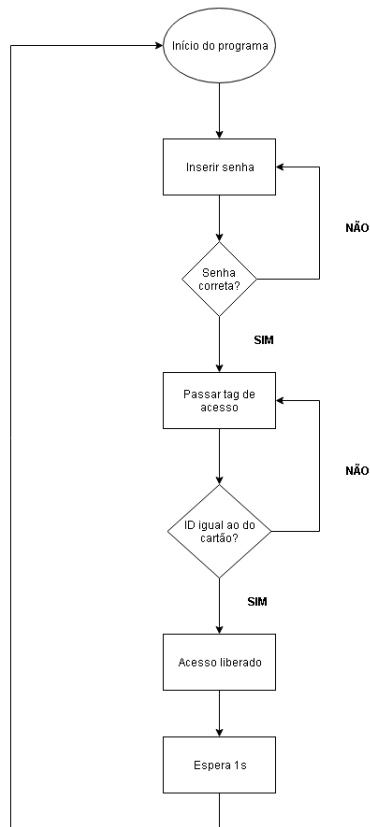 Início do programa
Inserir senha
NÃO
Senha
correta?
SIM
Passar tag de
acesso
NÃO
ID igual ao do
cartão?
SIM
Acesso liberado
Espera 1s